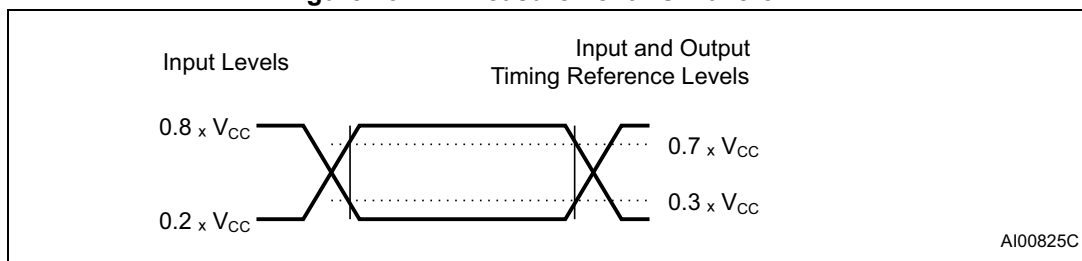 Input Levels
Input and Output
Timing Reference Levels
0.8 x VCC
0.7 x VCC
0.3 x VCC
0.2 x VCC
AI00825C